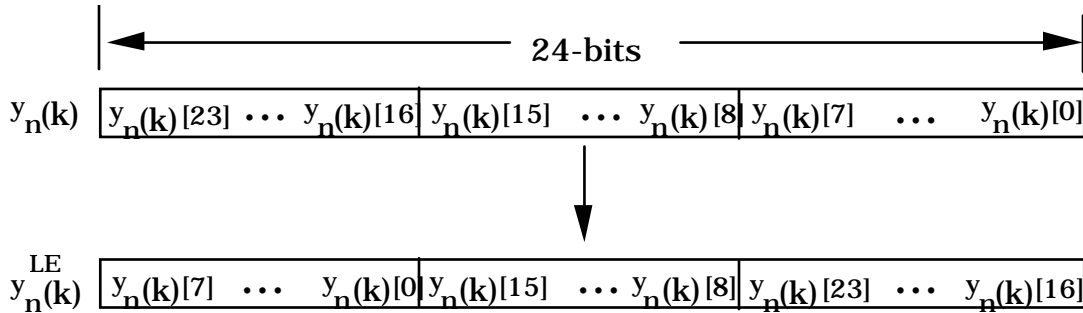 24-bits
yn(k) yn(k)[23] ••• yn(k)[16] yn(k)[15] ••• yn(k)[8] yn(k)[7] ••• yn(k)[0]
LE
yn(k) yn(k)[7] ••• yn(k)[0] yn(k)[15] ••• yn(k)[8] yn(k)[23] ••• yn(k)[16]